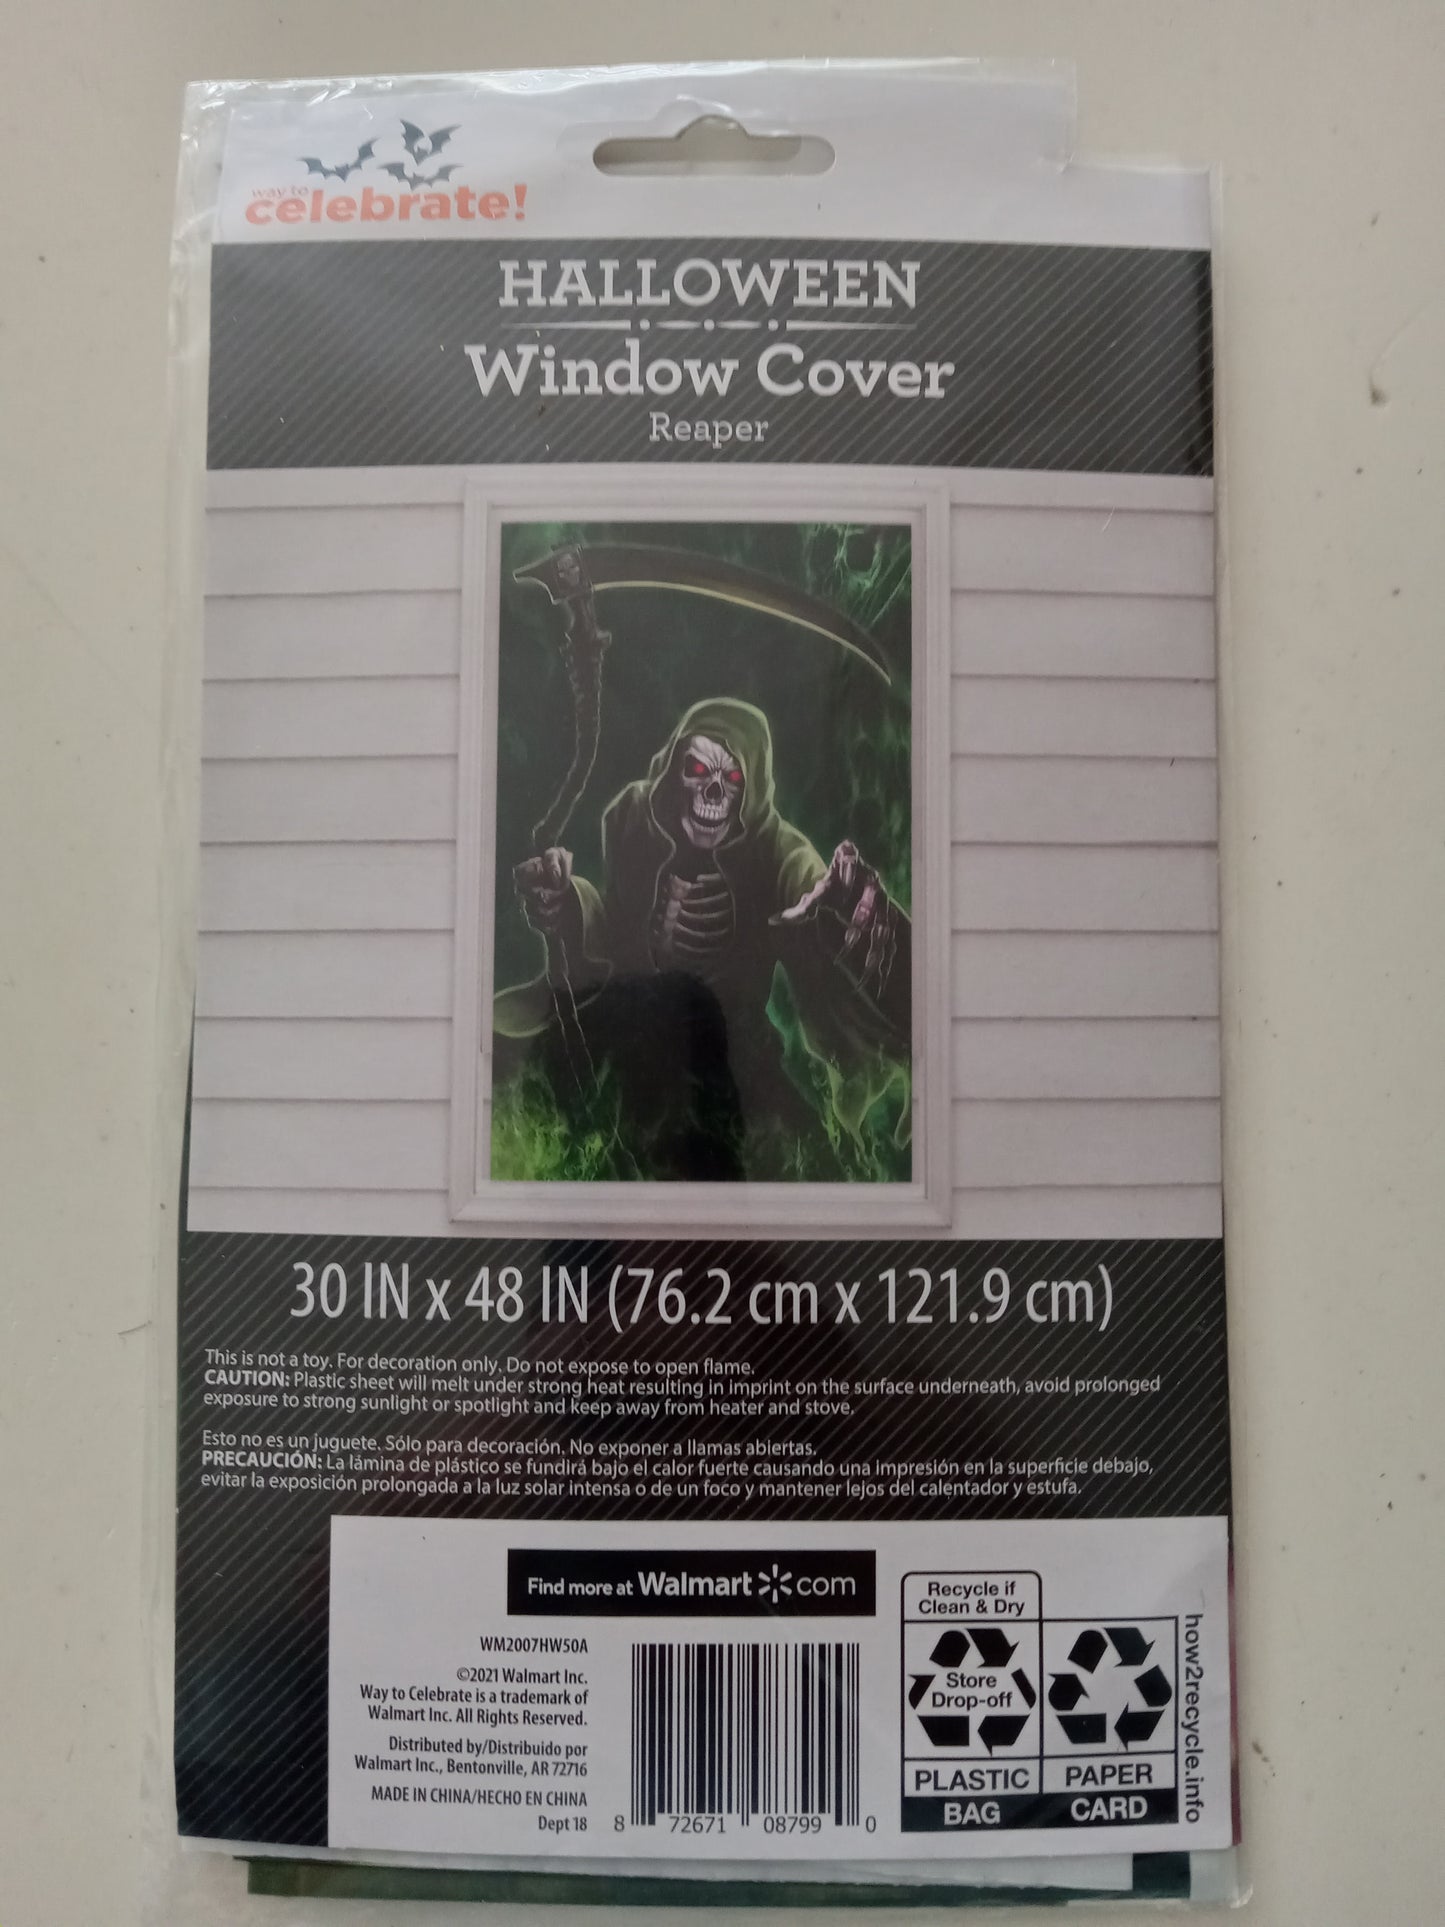 way to
celebrate!
HALLOWEEN
Window Cover
Reaper
30 IN x 48 IN (76.2 cm x 121.9 cm)
This is not a toy. For decoration only. Do not expose to open flame.
CAUTION: Plastic sheet will melt under strong heat resulting in imprint on the surface underneath, avoid prolonged
exposure to strong sunlight or spotlight and keep away from heater and stove.
Esto no es un juguete. Sólo para decoración. No exponer a llamas abiertas.
PRECAUCIÓN: La lámina de plástico se fundirá bajo el calor fuerte causando una impresión en la superficie debajo,
evitar la exposición prolongada a la luz solar intensa o de un foco y mantener lejos del calentador y estufa.
Find more at Walmart.com
WM2007HW50A
©2021 Walmart Inc.
Way to Celebrate is a trademark of
Walmart Inc. All Rights Reserved.
Distributed by/Distribuido por
Walmart Inc., Bentonville, AR 72716
MADE IN CHINA/HECHO EN CHINA
Dept 18
8 72671 08799 0
Recycle if
Clean & Dry
Store
Drop-off
PLASTIC
BAG
PAPER
CARD
how2recycle.info